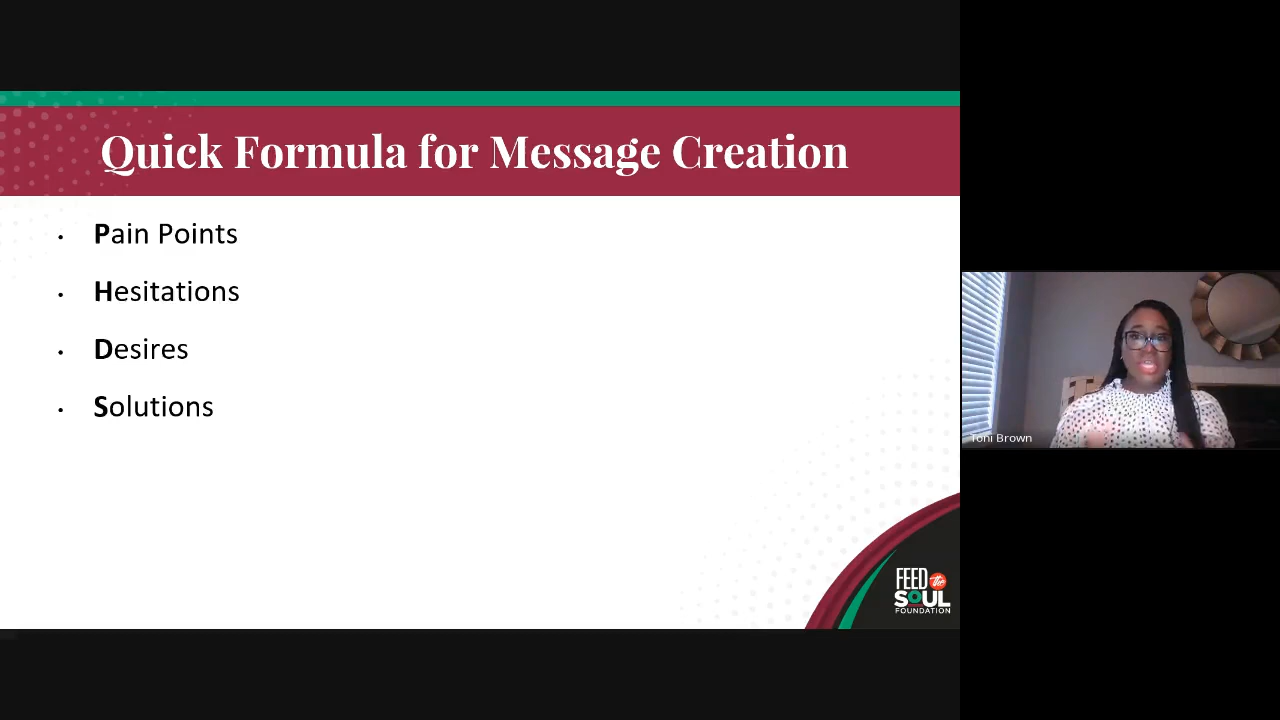 Quick Formula for Message Creation
• Pain Points
• Hesitations
• Desires
• Solutions
FEED the
SOUL
FOUNDATION
Toni Brown